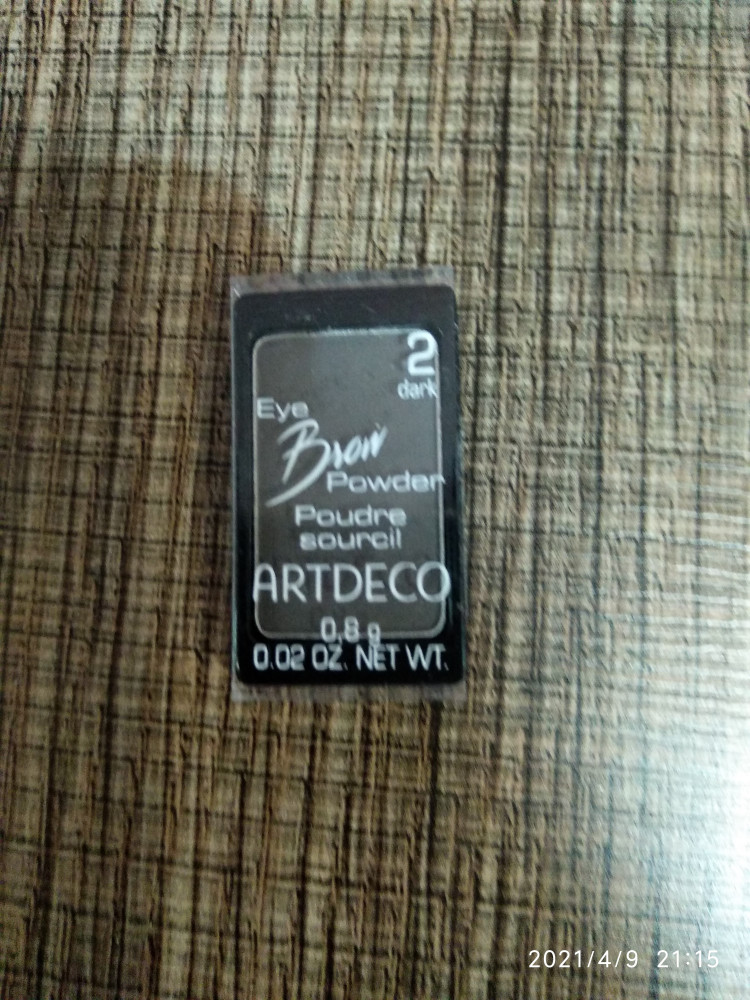 2
dark
Eye
Brow
Powder
Poudre
sourcil
ARTDECO
0,8 g
0.02 OZ. NET WT.
2021/4/9 21:15